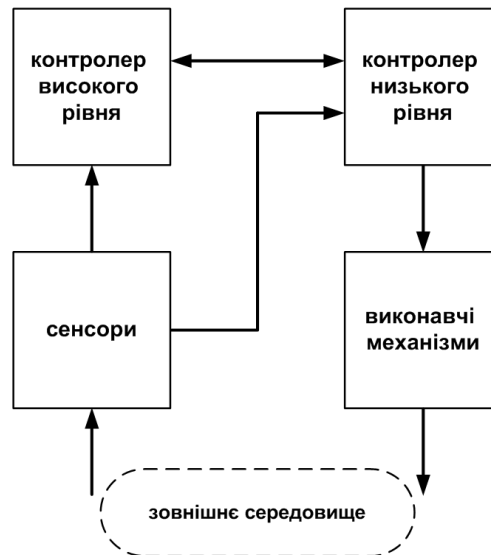 контролер
високого
рівня
контролер
низького
рівня
сенсори
виконавчі
механізми
зовнішнє середовище